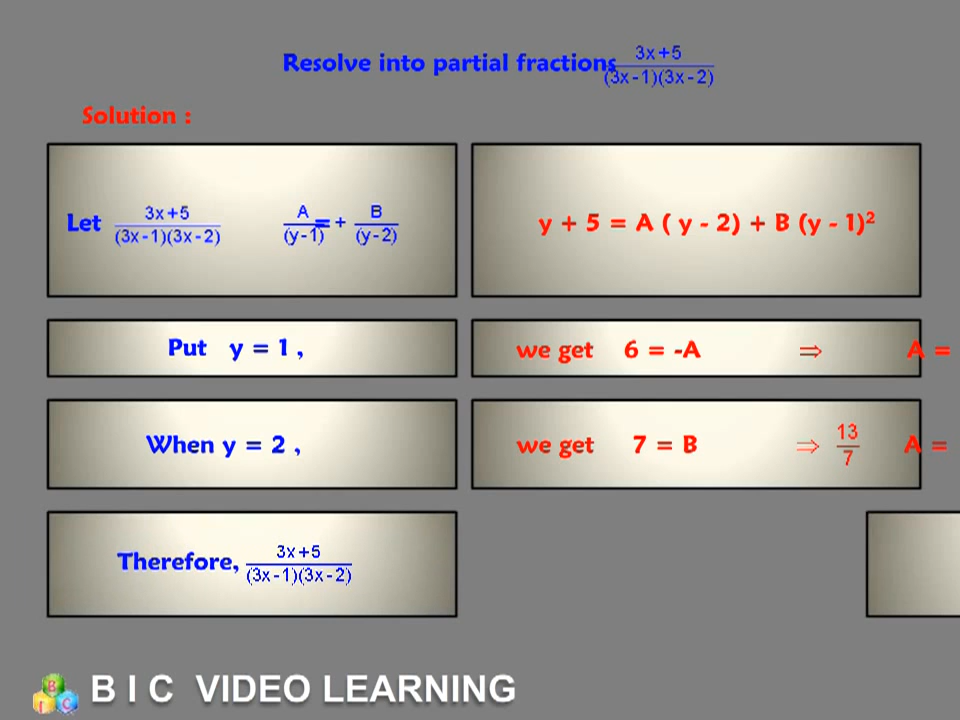 Resolve into partial fractions (3x+5)/((3x-1)(3x-2))
Solution :
Let (3x+5)/((3x-1)(3x-2)) = A/(y-1) + B/(y-2)
y + 5 = A ( y - 2) + B (y - 1)²
Put y = 1 ,
we get 6 = -A ⇒ A =
When y = 2 ,
we get 7 = B ⇒ 13/7 A =
Therefore, (3x+5)/((3x-1)(3x-2))
B I C VIDEO LEARNING